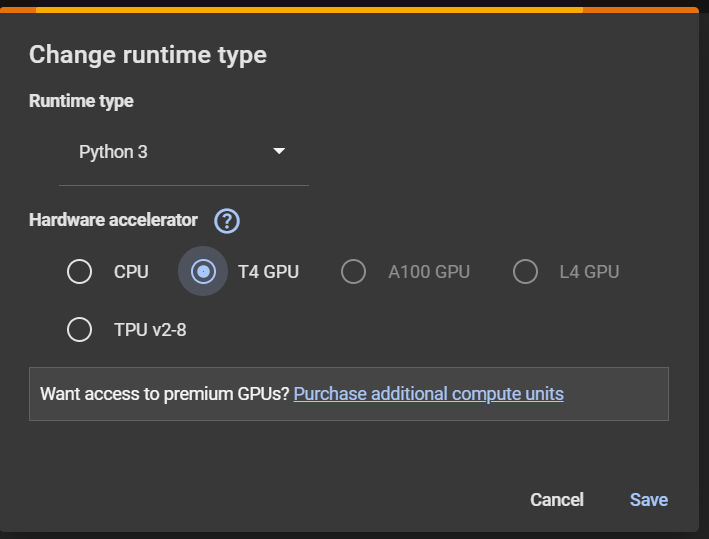 Change runtime type
Runtime type
Python 3
Hardware accelerator ?
CPU T4 GPU A100 GPU L4 GPU
TPU v2-8
Want access to premium GPUs? Purchase additional compute units
Cancel Save